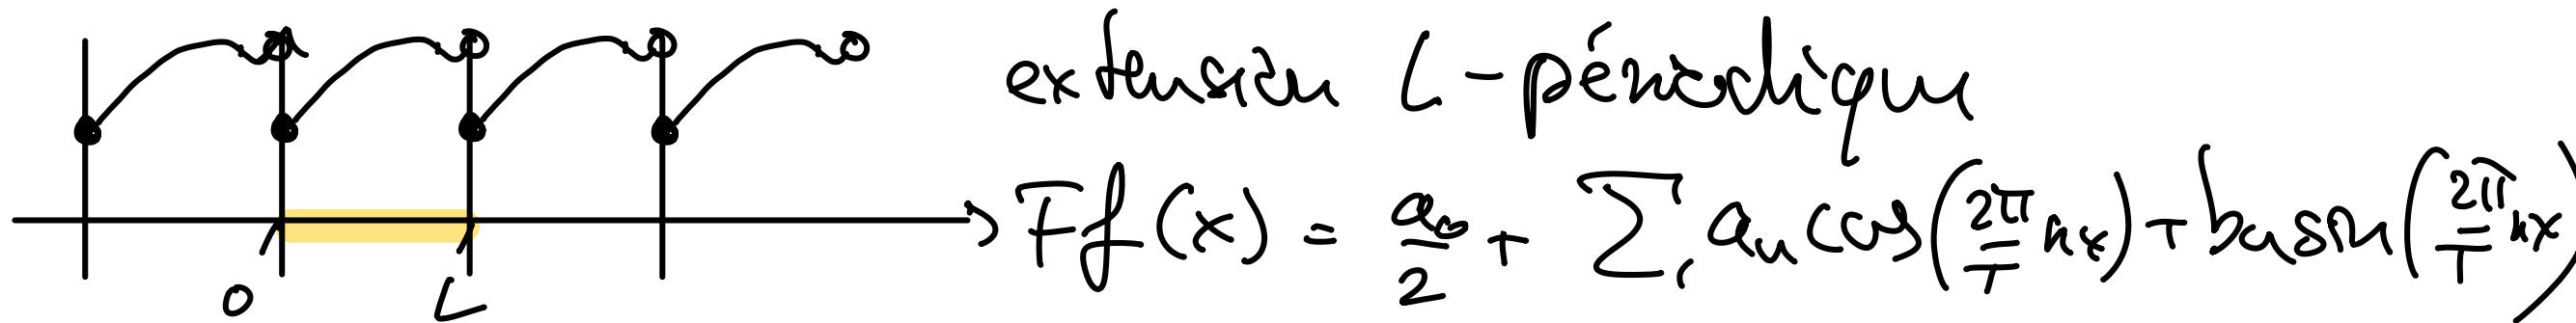 extension L-périodique
Ff(x) = a₀/2 + Σ aₙ cos(2π/T nx) + bₙ sin(2π/T nx)
0 L